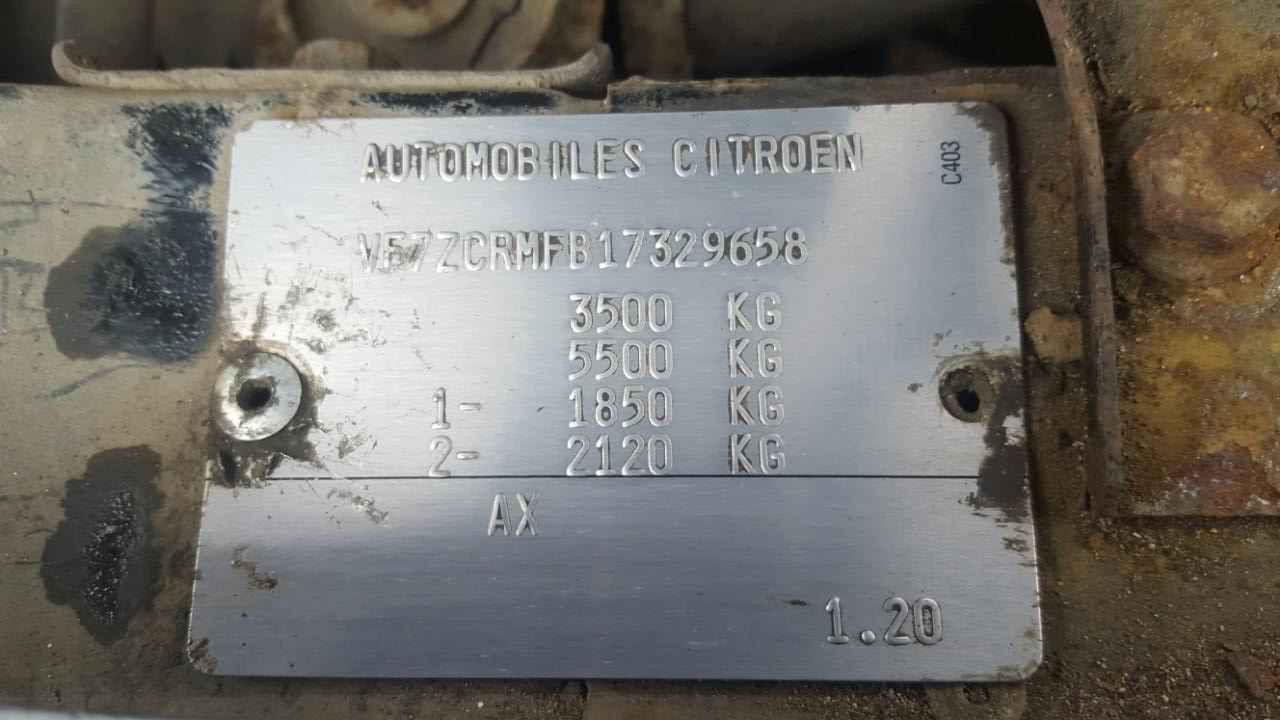 AUTOMOBILES CITROEN
C403
VF7ZCRMFB17329658
3500 KG
5500 KG
1- 1850 KG
2- 2120 KG
AX
1.20